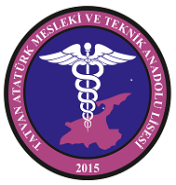 TATVAN ATATÜRK MESLEKİ VE TEKNİK ANADOLU LİSESİ
2015